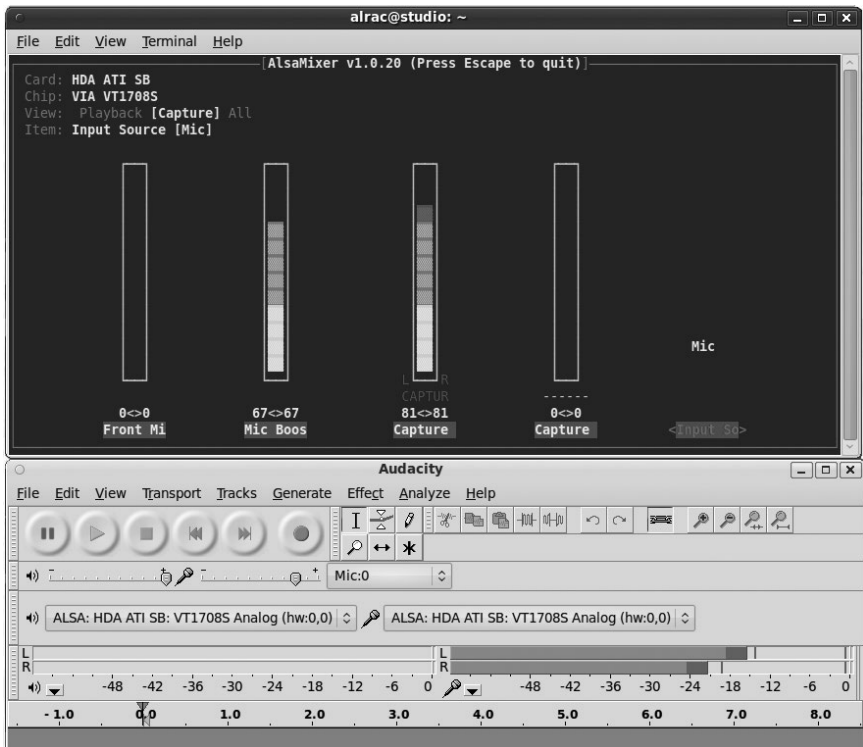 alrac@studio: ~
File Edit View Terminal Help
[AlsaMixer v1.0.20 (Press Escape to quit)]
Card: HDA ATI SB
Chip: VIA VT1708S
View: Playback [Capture] All
Item: Input Source [Mic]
Mic
L R
CAPTUR
------
0<>0 67<>67 81<>81 0<>0
Front Mi Mic Boos Capture Capture <Input So>
Audacity
File Edit View Transport Tracks Generate Effect Analyze Help
- + - + Mic:0
ALSA: HDA ATI SB: VT1708S Analog (hw:0,0) ALSA: HDA ATI SB: VT1708S Analog (hw:0,0)
L L
R R
-48 -42 -36 -30 -24 -18 -12 -6 0 -48 -42 -36 -30 -24 -18 -12 -6 0
- 1.0 0.0 1.0 2.0 3.0 4.0 5.0 6.0 7.0 8.0